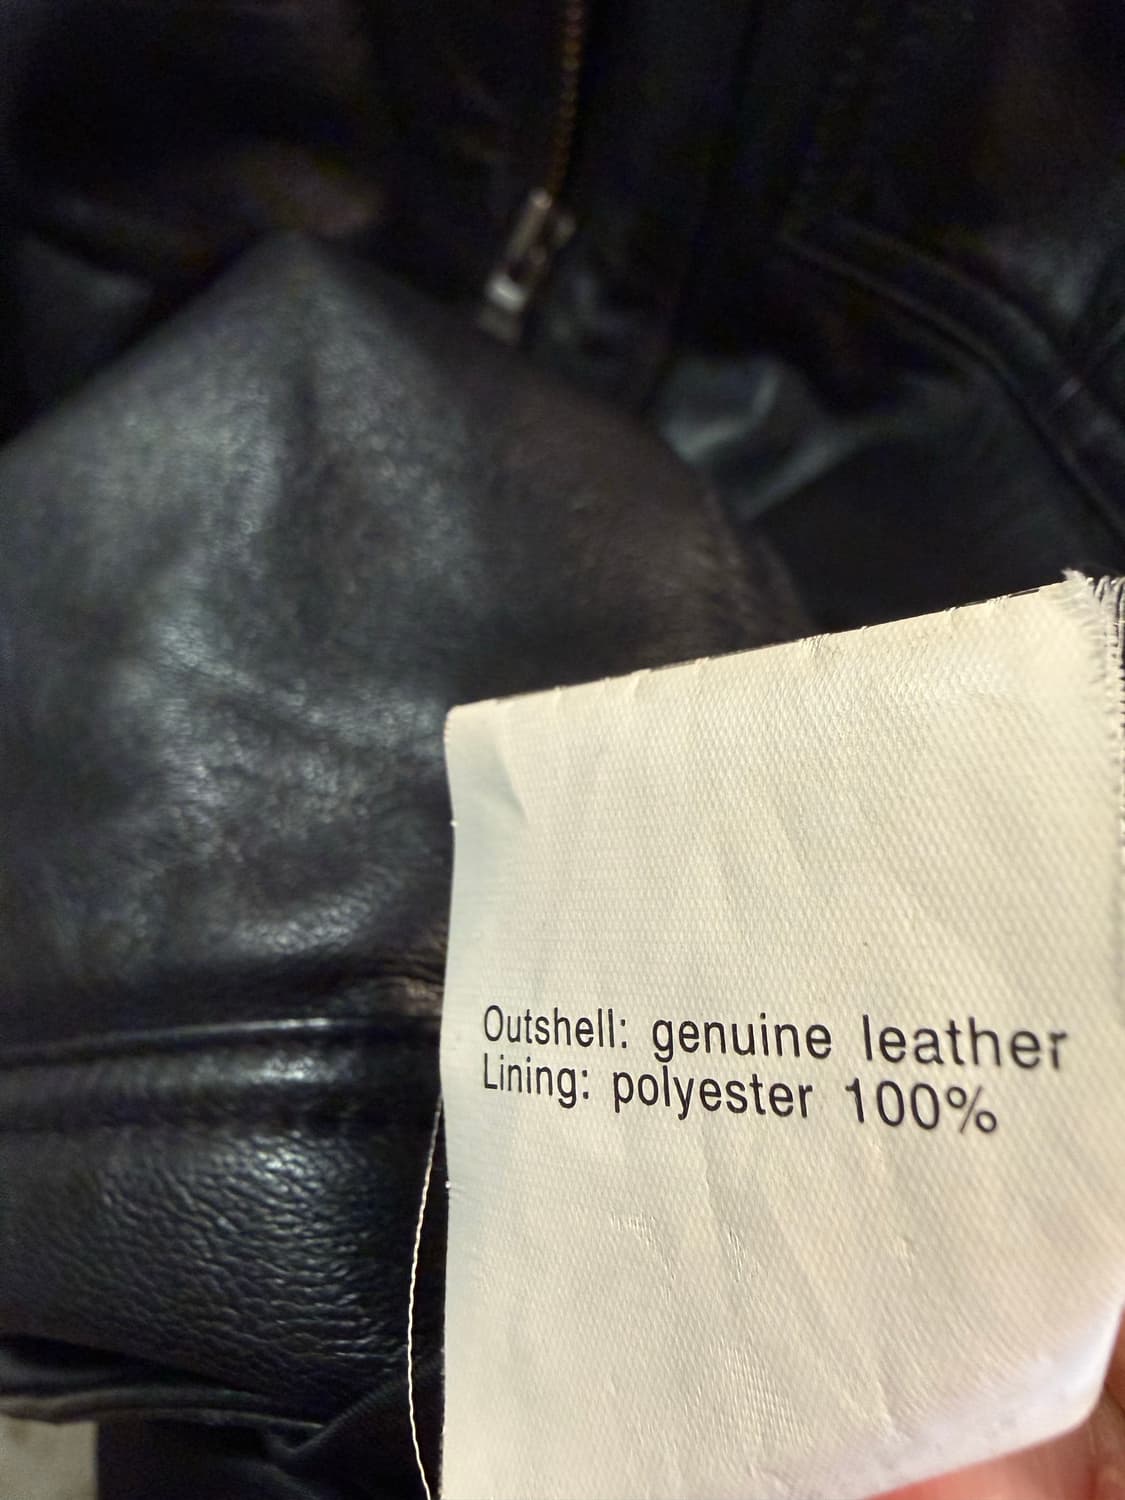 Outshell: genuine leather
Lining: polyester 100%